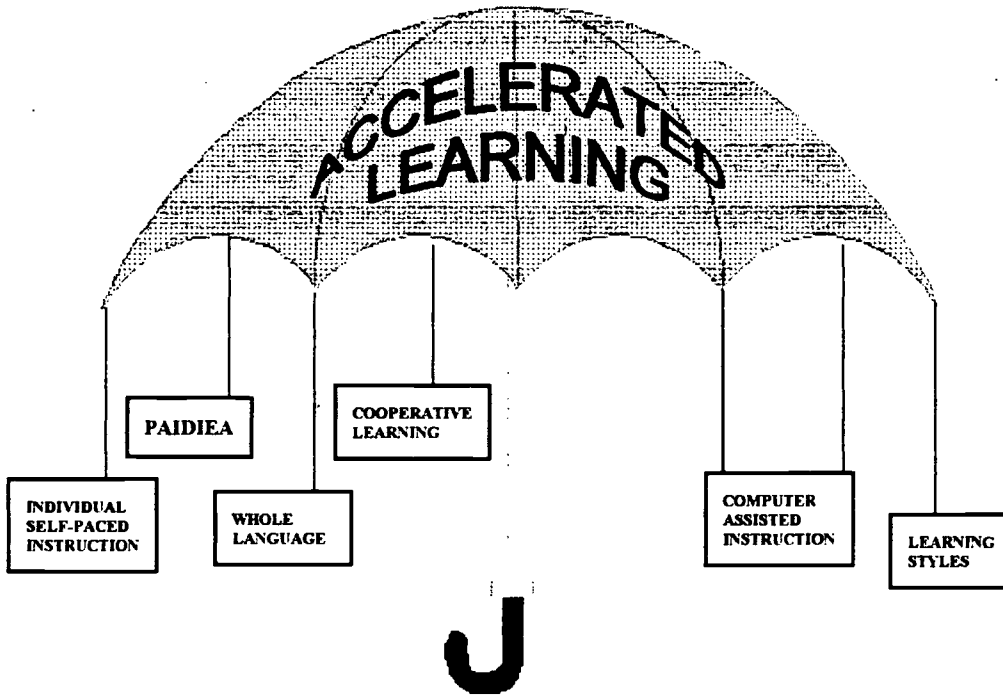 ACCELERATED
LEARNING
PAIDIEA
COOPERATIVE
LEARNING
INDIVIDUAL
SELF-PACED
INSTRUCTION
WHOLE
LANGUAGE
COMPUTER
ASSISTED
INSTRUCTION
LEARNING
STYLES